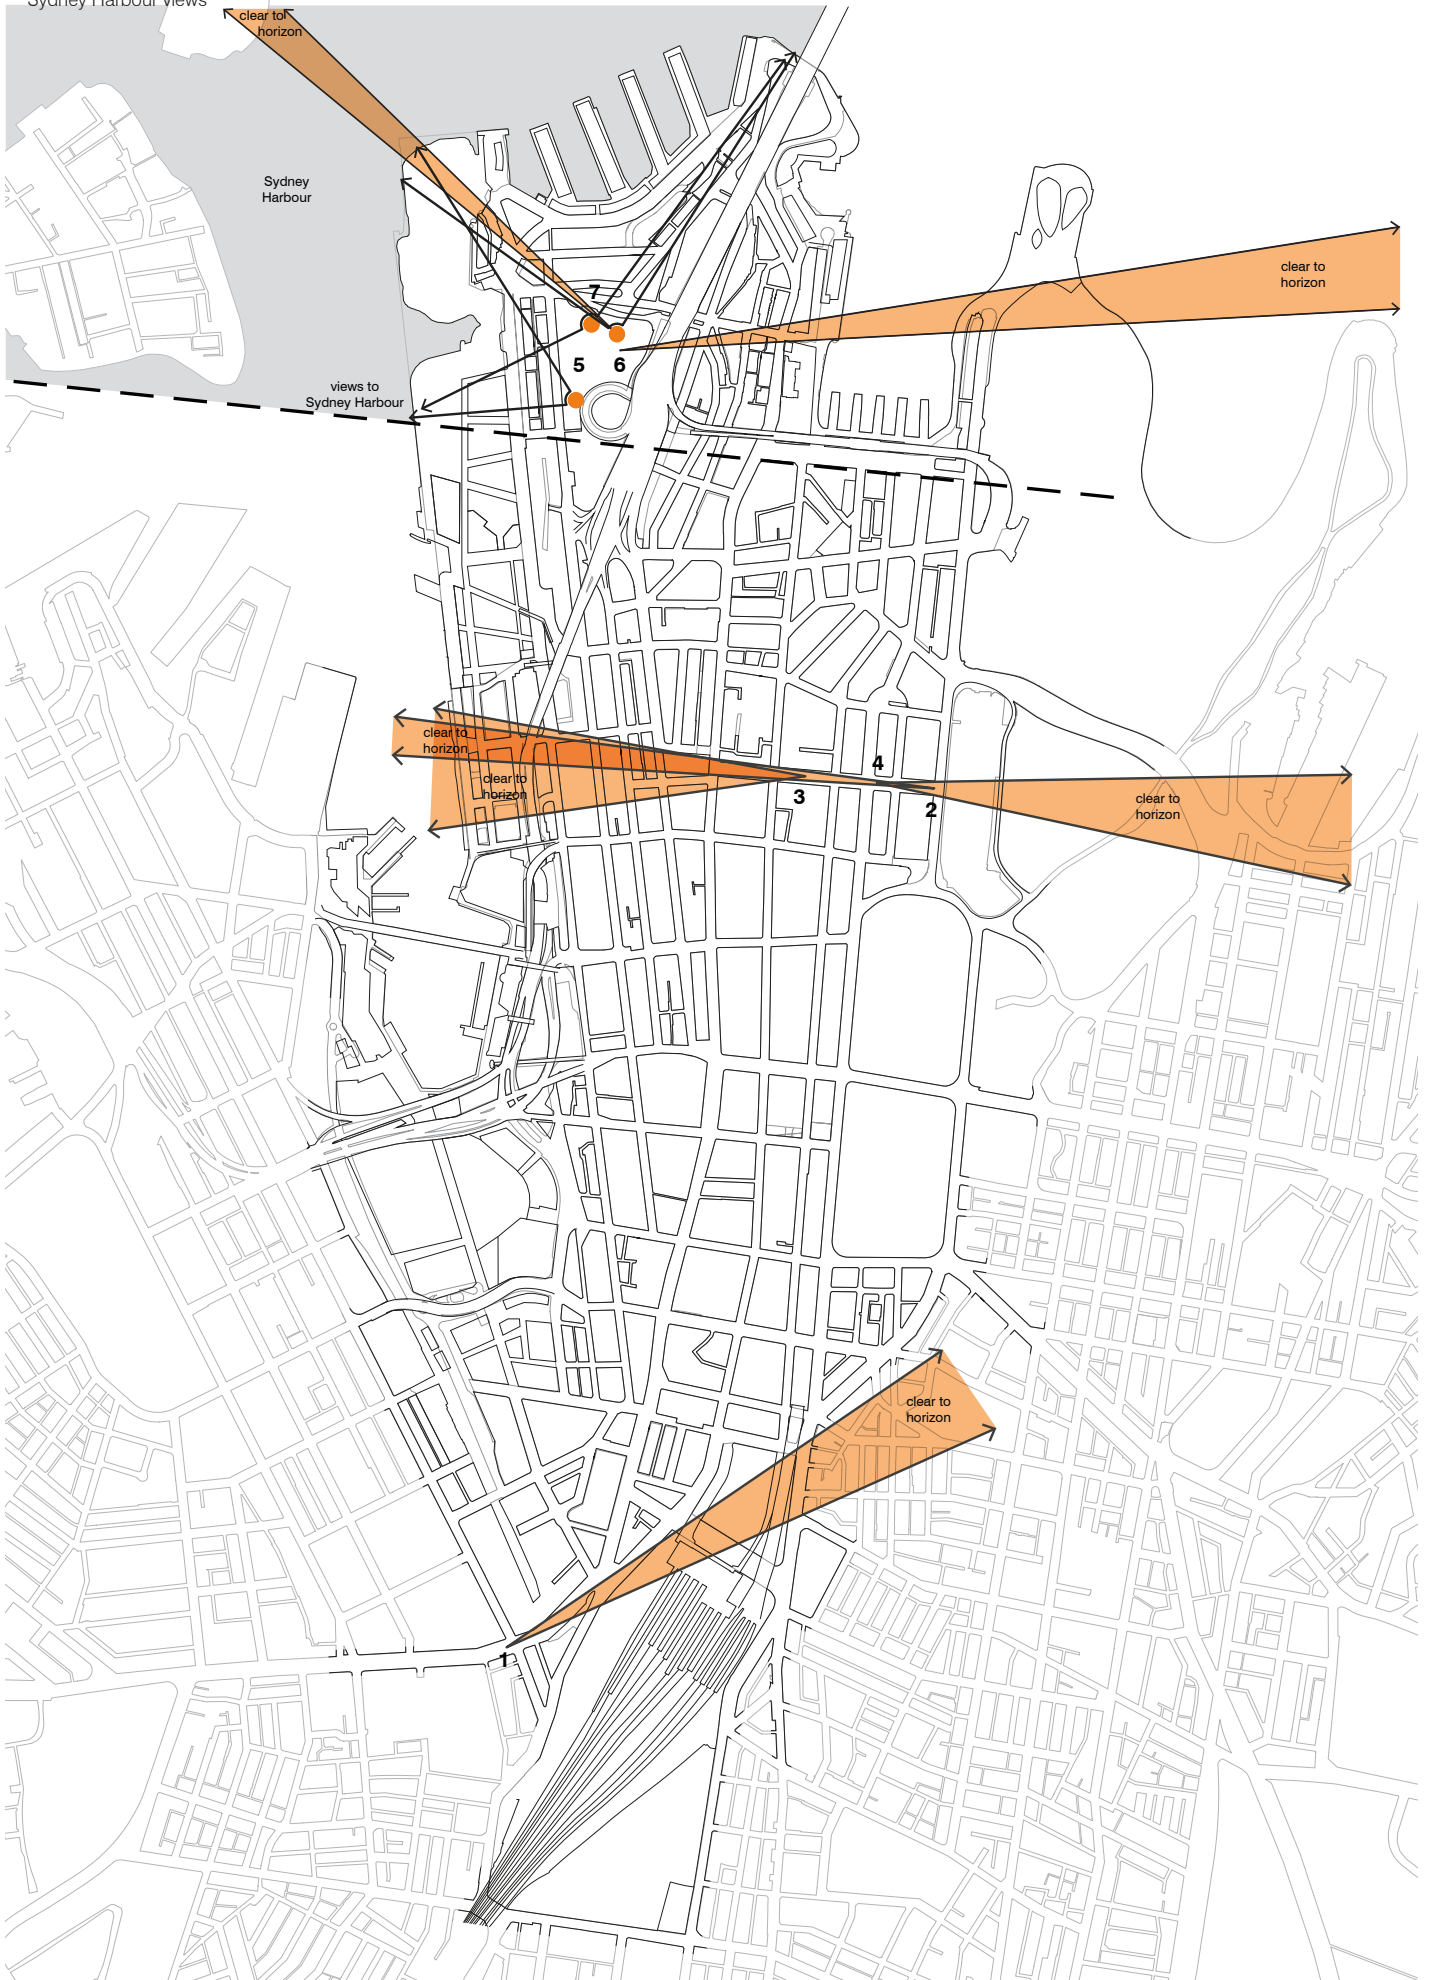 Sydney Harbour views
clear to
horizon
Sydney
Harbour
clear to
horizon
7
5
6
views to
Sydney Harbour
clear to
horizon
4
clear to
horizon
3
2
clear to
horizon
clear to
horizon
1